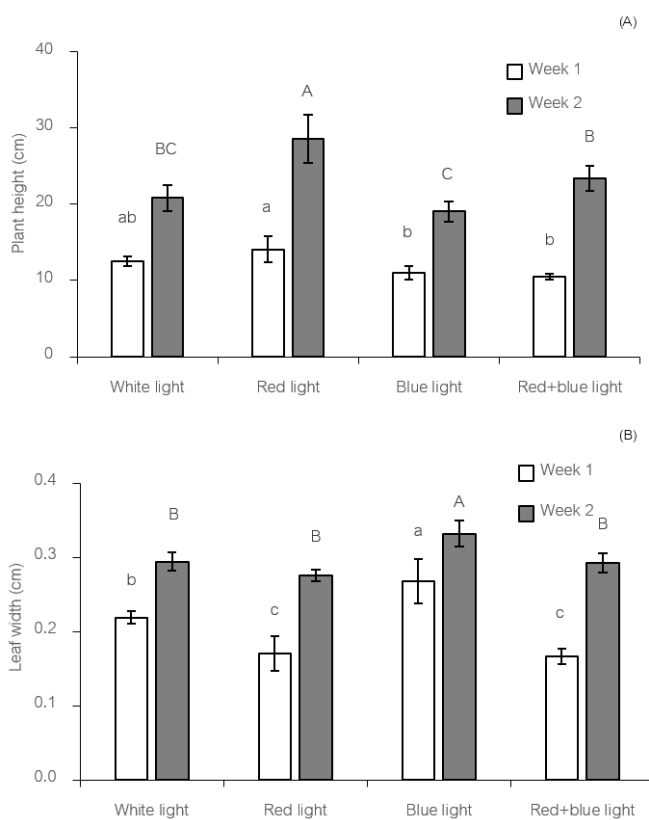 (A)
40
Week 1
A
Week 2
30
B
BC
Plant height (cm)
C
20
ab
a
b
b
10
0
White light
Red light
Blue light
Red+blue light
(B)
Week 1
0.4
Week 2
A
B
B
B
a
0.3
b
Leaf width (cm)
c
c
0.2
0.1
0.0
White light
Red light
Blue light
Red+blue light